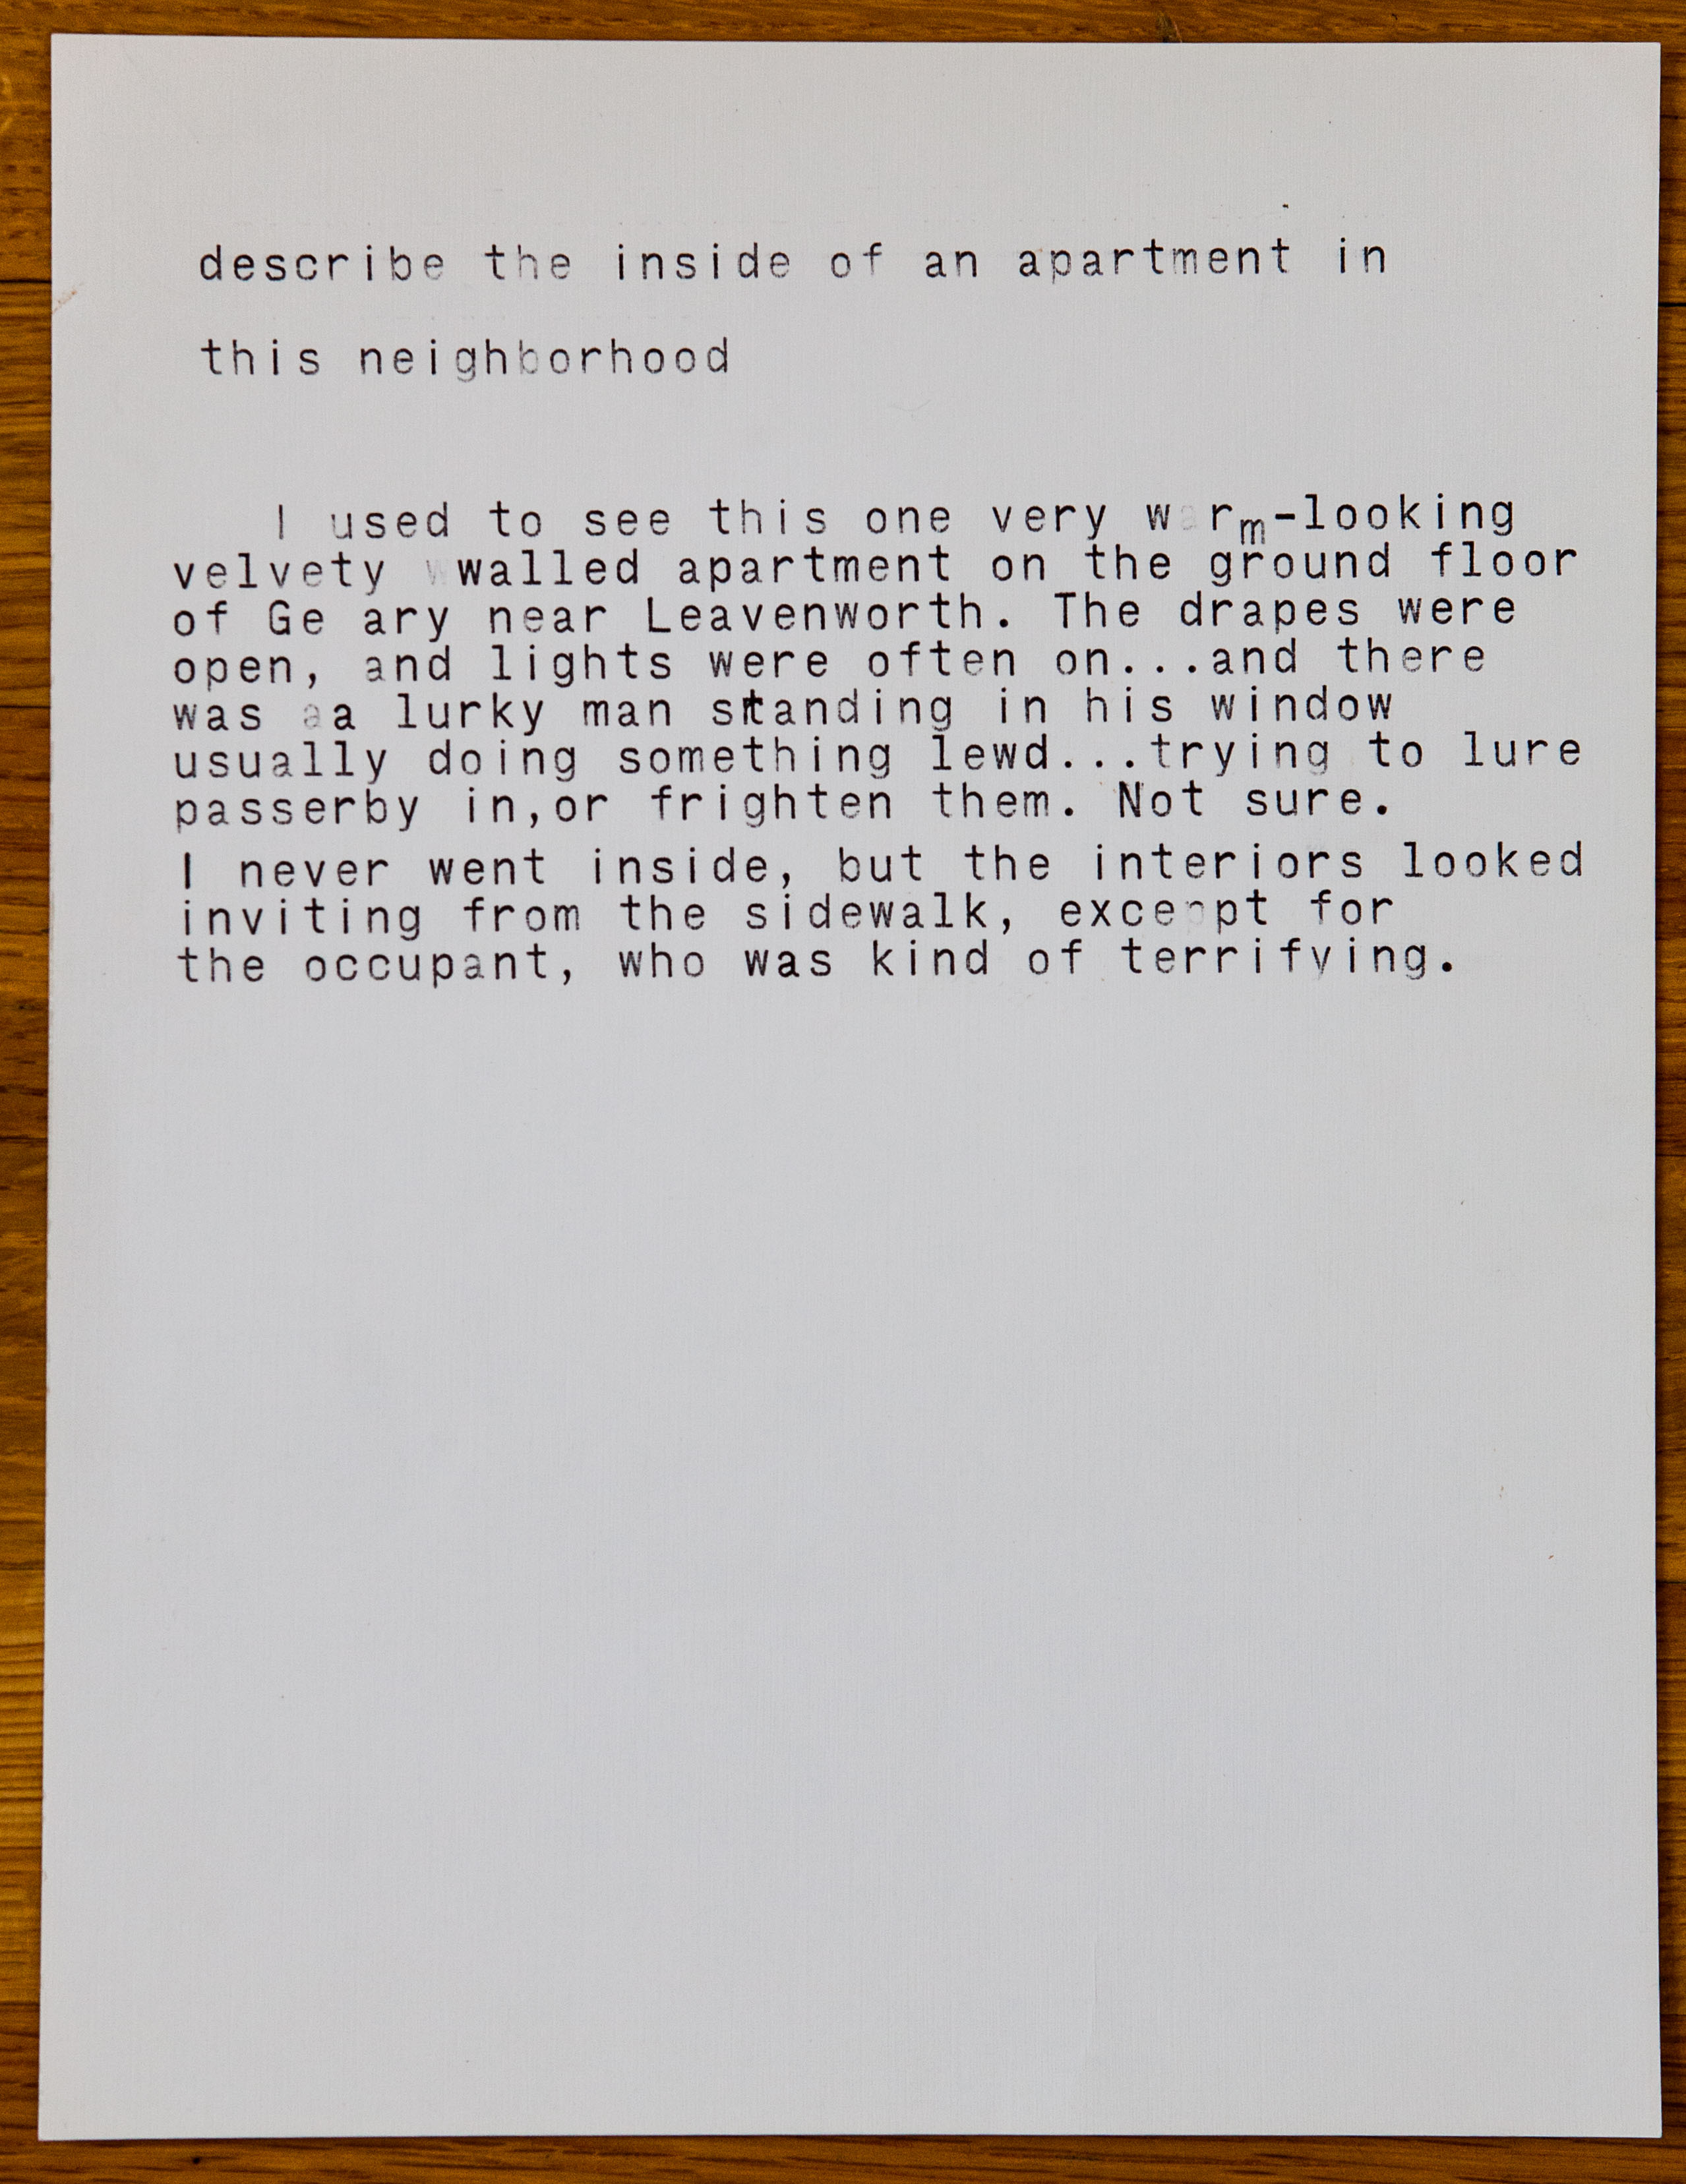 describe the inside of an apartment in
this neighborhood
I used to see this one very warm-looking
velvety wwalled apartment on the ground floor
of Ge ary near Leavenworth. The drapes were
open, and lights were often on...and there
was aa lurky man standing in his window
usually doing something lewd...trying to lure
passerby in,or frighten them. Not sure.
I never went inside, but the interiors looked
inviting from the sidewalk, exceppt for
the occupant, who was kind of terrifying.